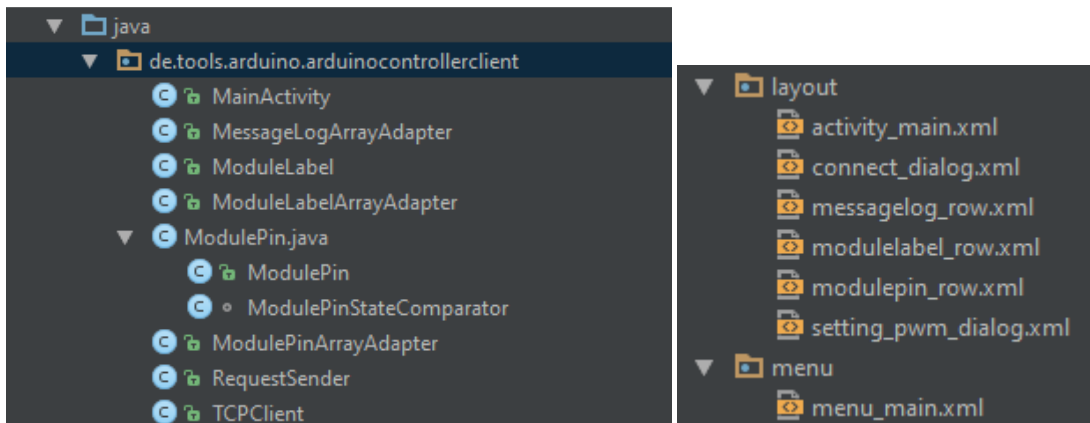 java
de.tools.arduino.arduinocontrollerclient
MainActivity
MessageLogArrayAdapter
ModuleLabel
ModuleLabelArrayAdapter
ModulePin.java
ModulePin
ModulePinStateComparator
ModulePinArrayAdapter
RequestSender
TCPClient
layout
activity_main.xml
connect_dialog.xml
messagelog_row.xml
modulelabel_row.xml
modulepin_row.xml
setting_pwm_dialog.xml
menu
menu_main.xml